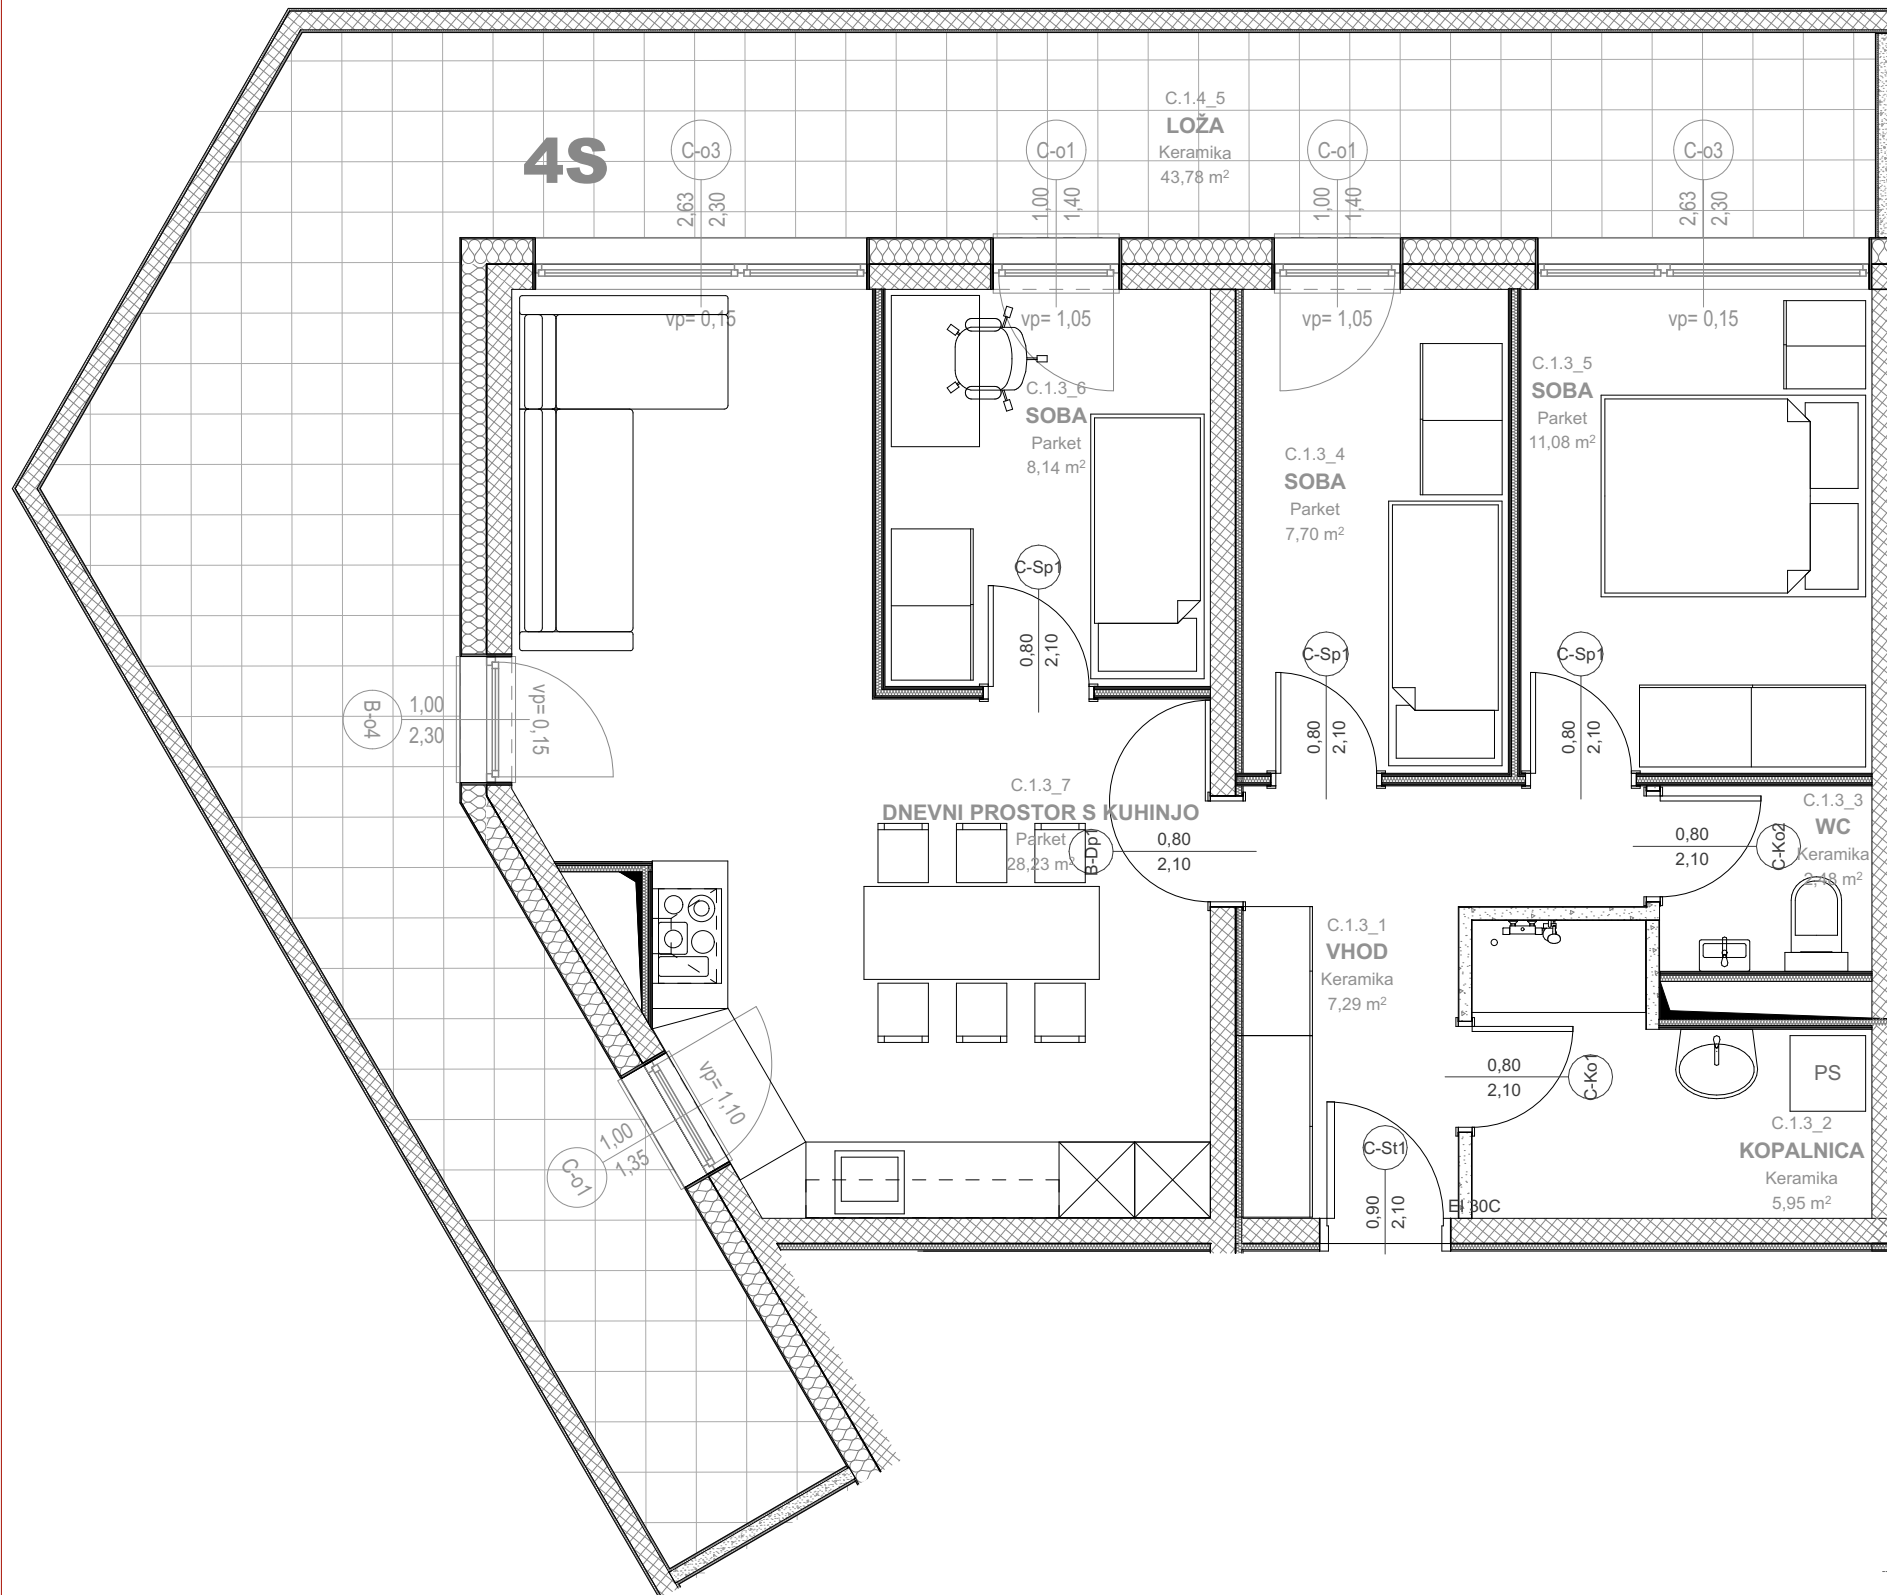 C.1.4_5
LOŽA
Keramika
43,78 m²
4S
C-o3
2,63
2,30
vp= 0,15
C-o1
1,00
1,40
vp= 1,05
C-o1
1,00
1,40
vp= 1,05
C-o3
2,63
2,30
vp= 0,15
C.1.3_6
SOBA
Parket
8,14 m²
C.1.3_4
SOBA
Parket
7,70 m²
C.1.3_5
SOBA
Parket
11,08 m²
C-Sp1
0,80
2,10
C-Sp1
0,80
2,10
C-Sp1
0,80
2,10
B-o4
1,00
2,30
vp= 0,15
C.1.3_7
DNEVNI PROSTOR S KUHINJO
Parket
28,23 m²
B-Dp1
0,80
2,10
0,80
2,10
C-Ko2
C.1.3_3
WC
Keramika
2,48 m²
C.1.3_1
VHOD
Keramika
7,29 m²
0,80
2,10
C-Ko1
PS
C.1.3_2
KOPALNICA
Keramika
5,95 m²
vp= 1,10
1,00
1,35
C-o1
C-St1
0,90
2,10
EI 30C